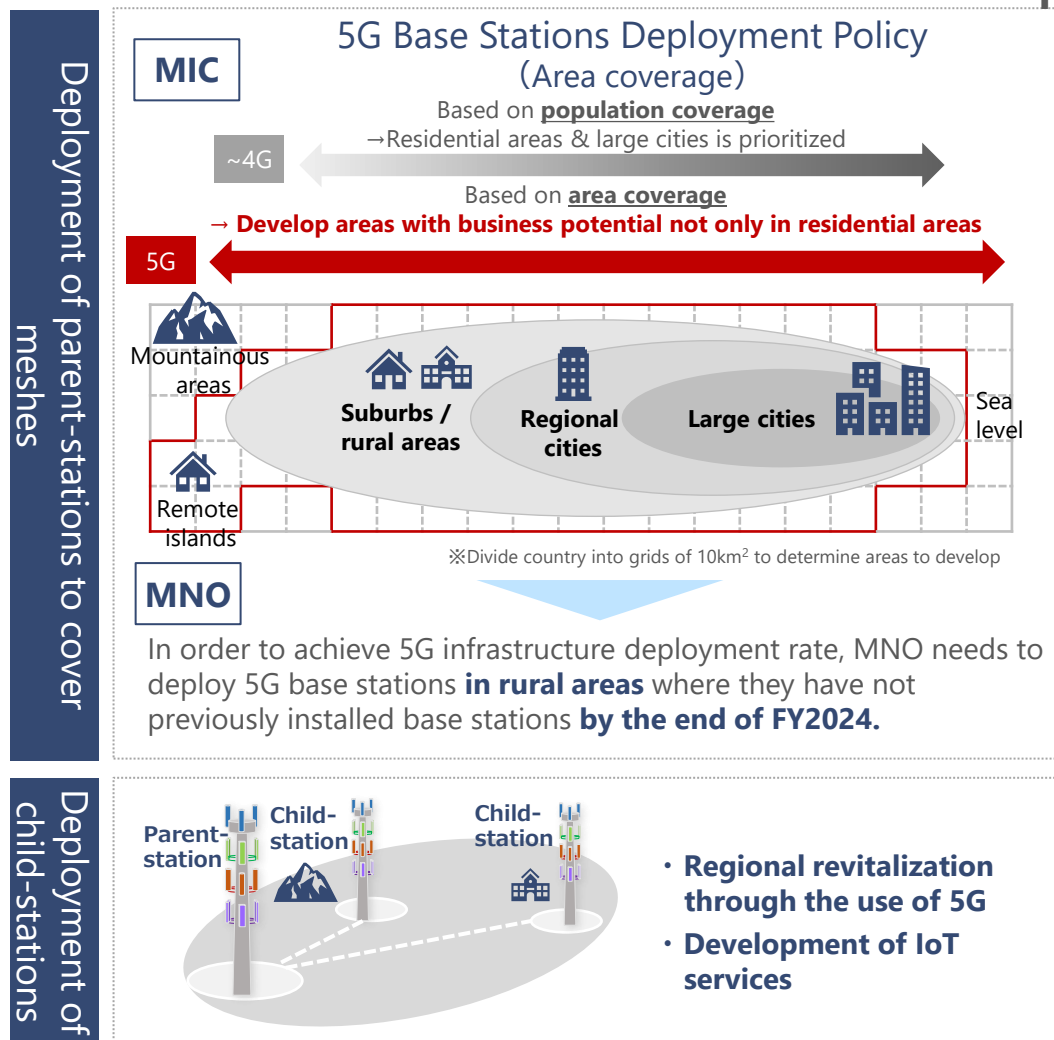 Deployment of parent-stations to cover
meshes
MIC
5G Base Stations Deployment Policy
（Area coverage）
Based on population coverage
→Residential areas & large cities is prioritized
~4G
Based on area coverage
→ Develop areas with business potential not only in residential areas
5G
Mountainous
areas
Suburbs /
rural areas
Regional
cities
Large cities
Sea
level
Remote
islands
※Divide country into grids of 10km² to determine areas to develop
MNO
In order to achieve 5G infrastructure deployment rate, MNO needs to
deploy 5G base stations in rural areas where they have not
previously installed base stations by the end of FY2024.
Deployment of
child-stations
Parent-
station
Child-
station
Child-
station
・Regional revitalization
through the use of 5G
・Development of IoT
services